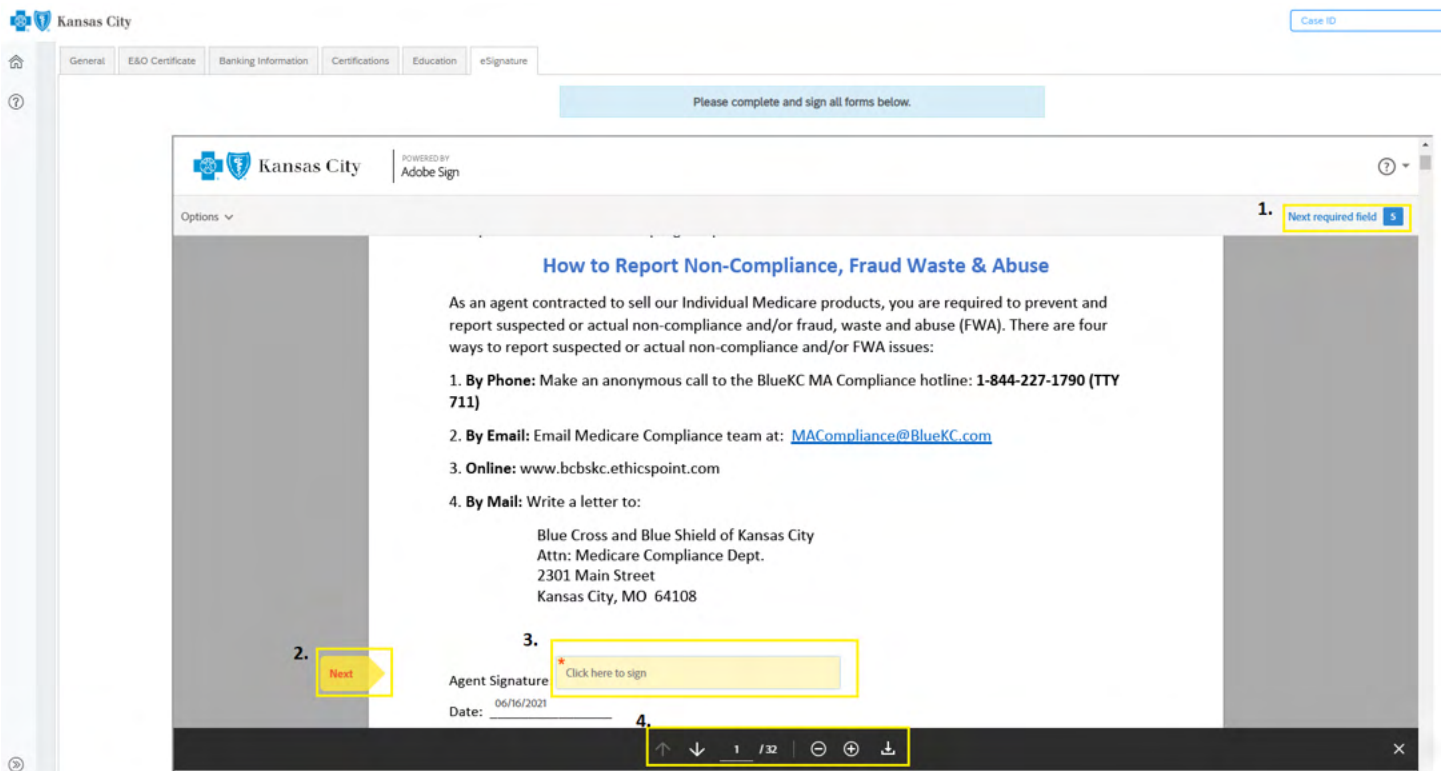 Kansas City
Case ID
General E&O Certificate Banking Information Certifications Education eSignature
Please complete and sign all forms below.
Kansas City
POWERED BY
Adobe Sign
Options
1. Next required field 5
How to Report Non-Compliance, Fraud Waste & Abuse
As an agent contracted to sell our Individual Medicare products, you are required to prevent and
report suspected or actual non-compliance and/or fraud, waste and abuse (FWA). There are four
ways to report suspected or actual non-compliance and/or FWA issues:
1. By Phone: Make an anonymous call to the BlueKC MA Compliance hotline: 1-844-227-1790 (TTY
711)
2. By Email: Email Medicare Compliance team at: MACompliance@BlueKC.com
3. Online: www.bcbskc.ethicspoint.com
4. By Mail: Write a letter to:
Blue Cross and Blue Shield of Kansas City
Attn: Medicare Compliance Dept.
2301 Main Street
Kansas City, MO 64108
2. Next
3.
Agent Signature * Click here to sign
Date: 06/16/2021
4.
1 /32